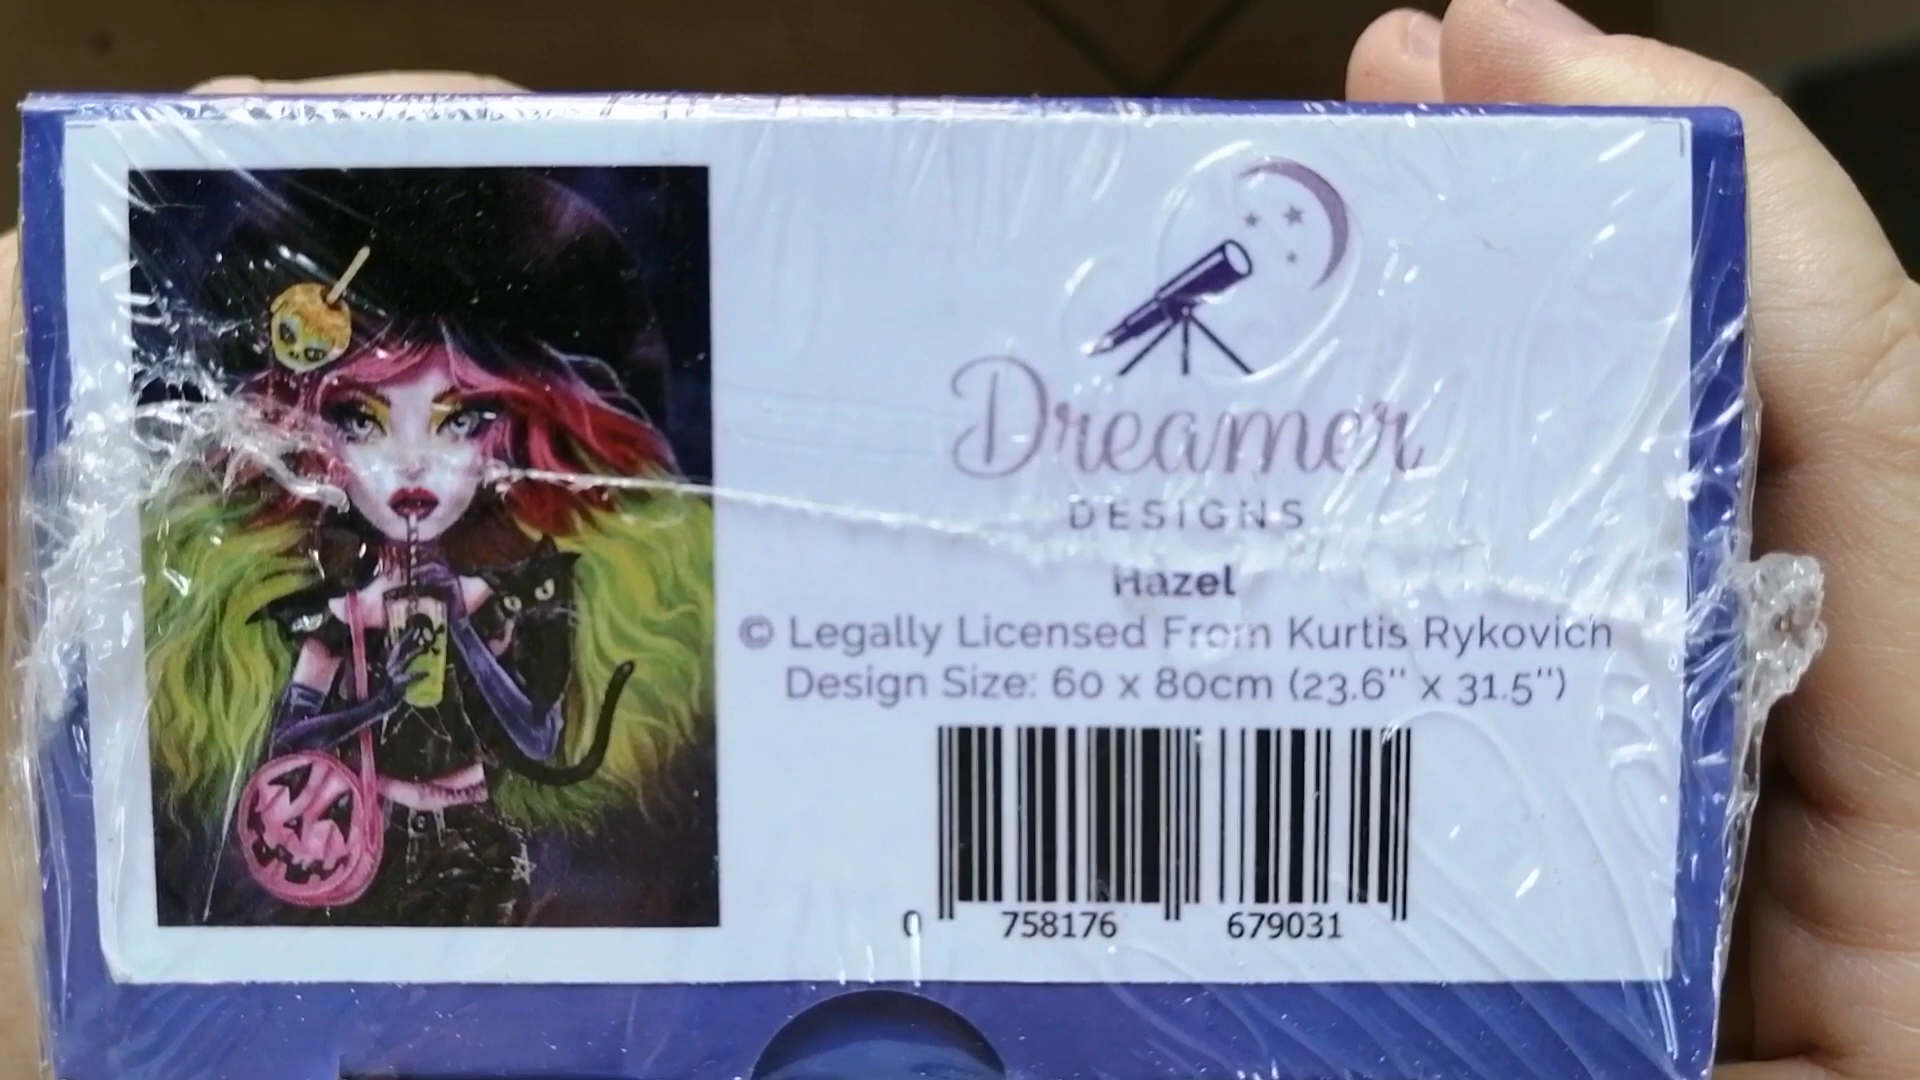 Dreamer
DESIGNS
Hazel
© Legally Licensed From Kurtis Rykovich
Design Size: 60 x 80cm (23.6" x 31.5")
0 758176 679031